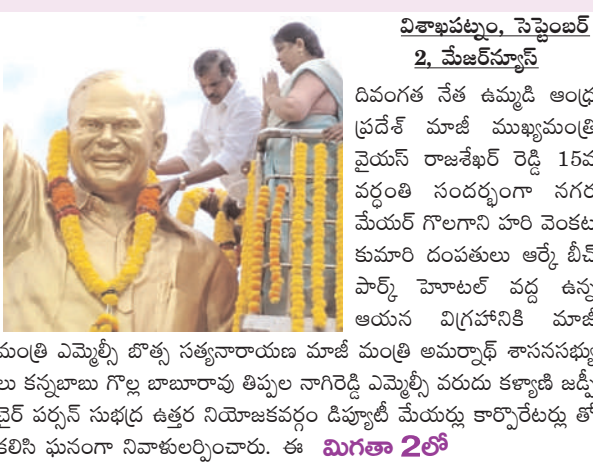 విశాఖపట్నం, సెప్టెంబర్
2, మేజర్‌న్యూస్
దివంగత నేత ఉమ్మడి ఆంధ్ర
ప్రదేశ్ మాజీ ముఖ్యమంత్రి
వైయస్ రాజశేఖర్ రెడ్డి 15వ
వర్ధంతి సందర్భంగా నగర
మేయర్ గొలగాని హరి వెంకట
కుమారి దంపతులు ఆర్కే బీచ్
పార్క్ హెూటల్ వద్ద ఉన్న
ఆయన విగ్రహానికి మాజీ
మంత్రి ఎమ్మెల్సీ బొత్స సత్యనారాయణ మాజీ మంత్రి అమర్నాథ్ శాసనసభ్యు
లు కన్నబాబు గొల్ల బాబూరావు తిప్పల నాగిరెడ్డి ఎమ్మెల్సీ వరుదు కళ్యాణి జడ్పీ
చైర్ పర్సన్ సుభద్ర ఉత్తర నియోజకవర్గం డిప్యూటీ మేయర్లు కార్పొరేటర్లు తో
కలిసి ఘనంగా నివాళులర్పించారు. ఈ మిగతా 2లో